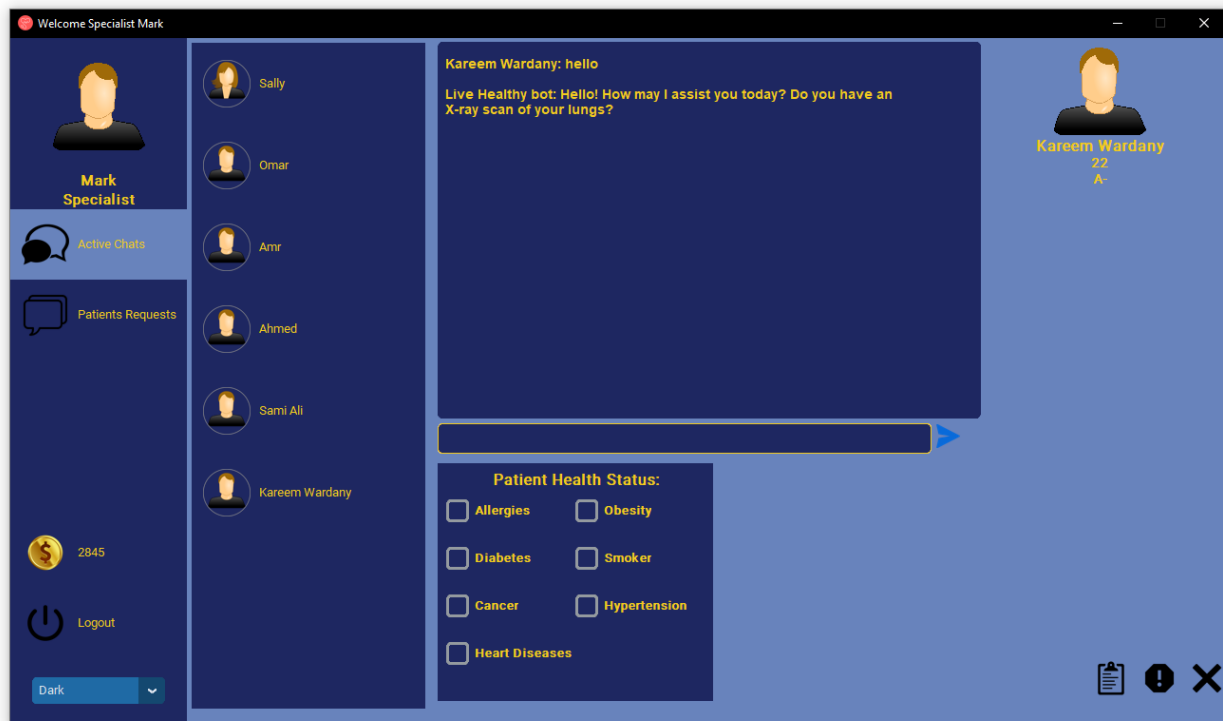 Welcome Specialist Mark
Mark
Specialist
Active Chats
Patients Requests
2845
Logout
Dark
Sally
Omar
Amr
Ahmed
Sami Ali
Kareem Wardany
Kareem Wardany: hello
Live Healthy bot: Hello! How may I assist you today? Do you have an
X-ray scan of your lungs?
Patient Health Status:
Allergies
Obesity
Diabetes
Smoker
Cancer
Hypertension
Heart Diseases
Kareem Wardany
22
A-